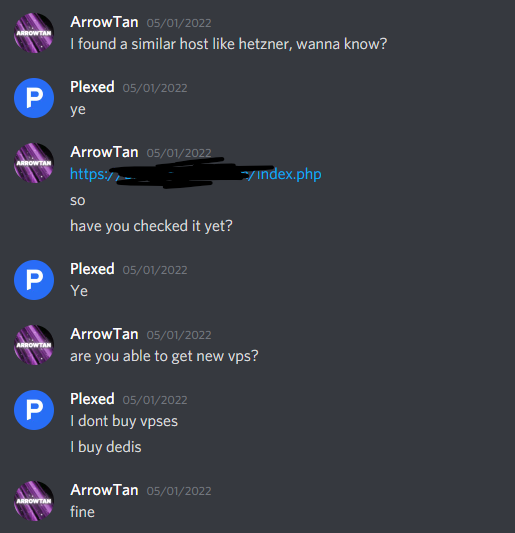 ArrowTan 05/01/2022
ARROWTAN
I found a similar host like hetzner, wanna know?
P
Plexed 05/01/2022
ye
ArrowTan 05/01/2022
ARROWTAN
https:/ /index.php
so
have you checked it yet?
P
Plexed 05/01/2022
Ye
ArrowTan 05/01/2022
ARROWTAN
are you able to get new vps?
P
Plexed 05/01/2022
I dont buy vpses
I buy dedis
ArrowTan 05/01/2022
ARROWTAN
fine